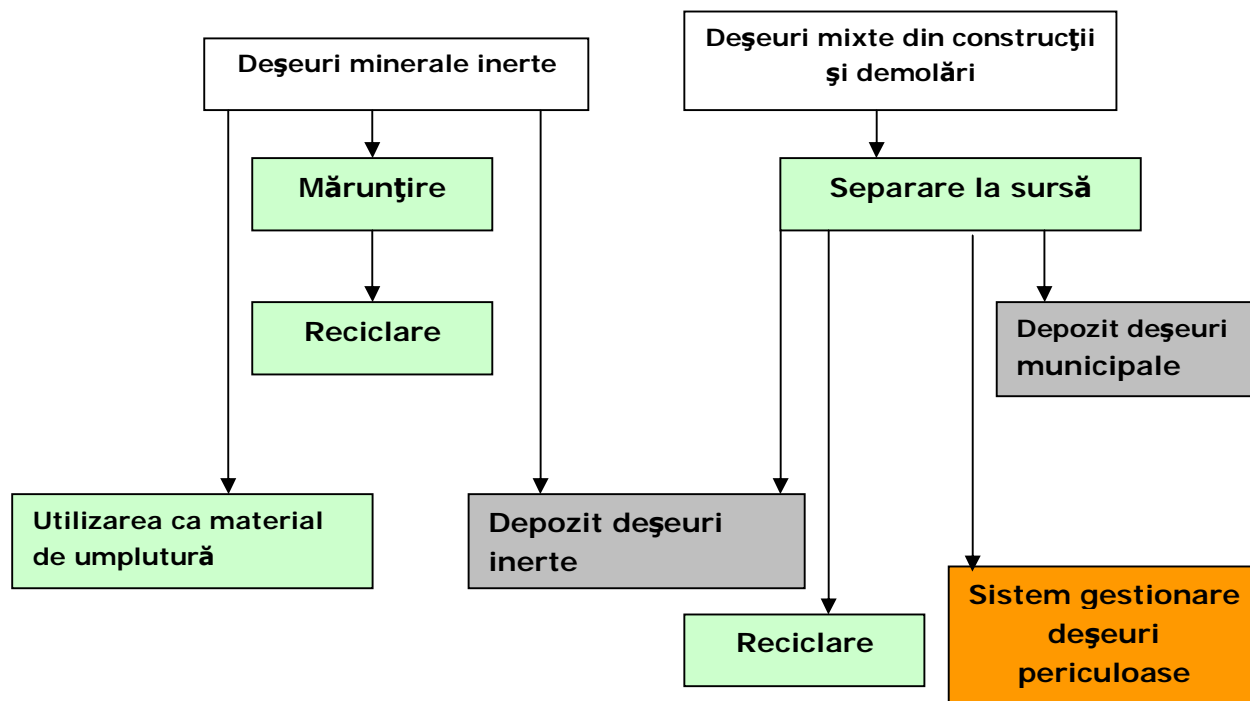 Deşeuri minerale inerte
Deşeuri mixte din construcţii
şi demolări
Mărunţire
Separare la sursă
Reciclare
Depozit deşeuri
municipale
Utilizarea ca material
de umplutură
Depozit deşeuri
inerte
Reciclare
Sistem gestionare
deşeuri
periculoase